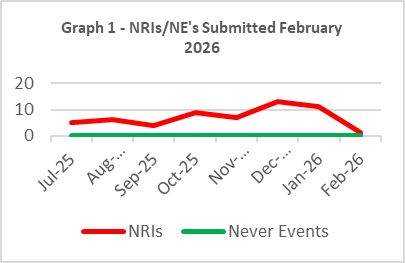 Graph 1 - NRIs/NE's Submitted February
2026
20
10
0
Jul-25
Aug-...
Sep-25
Oct-25
Nov-...
Dec-...
Jan-26
Feb-26
NRIs
Never Events